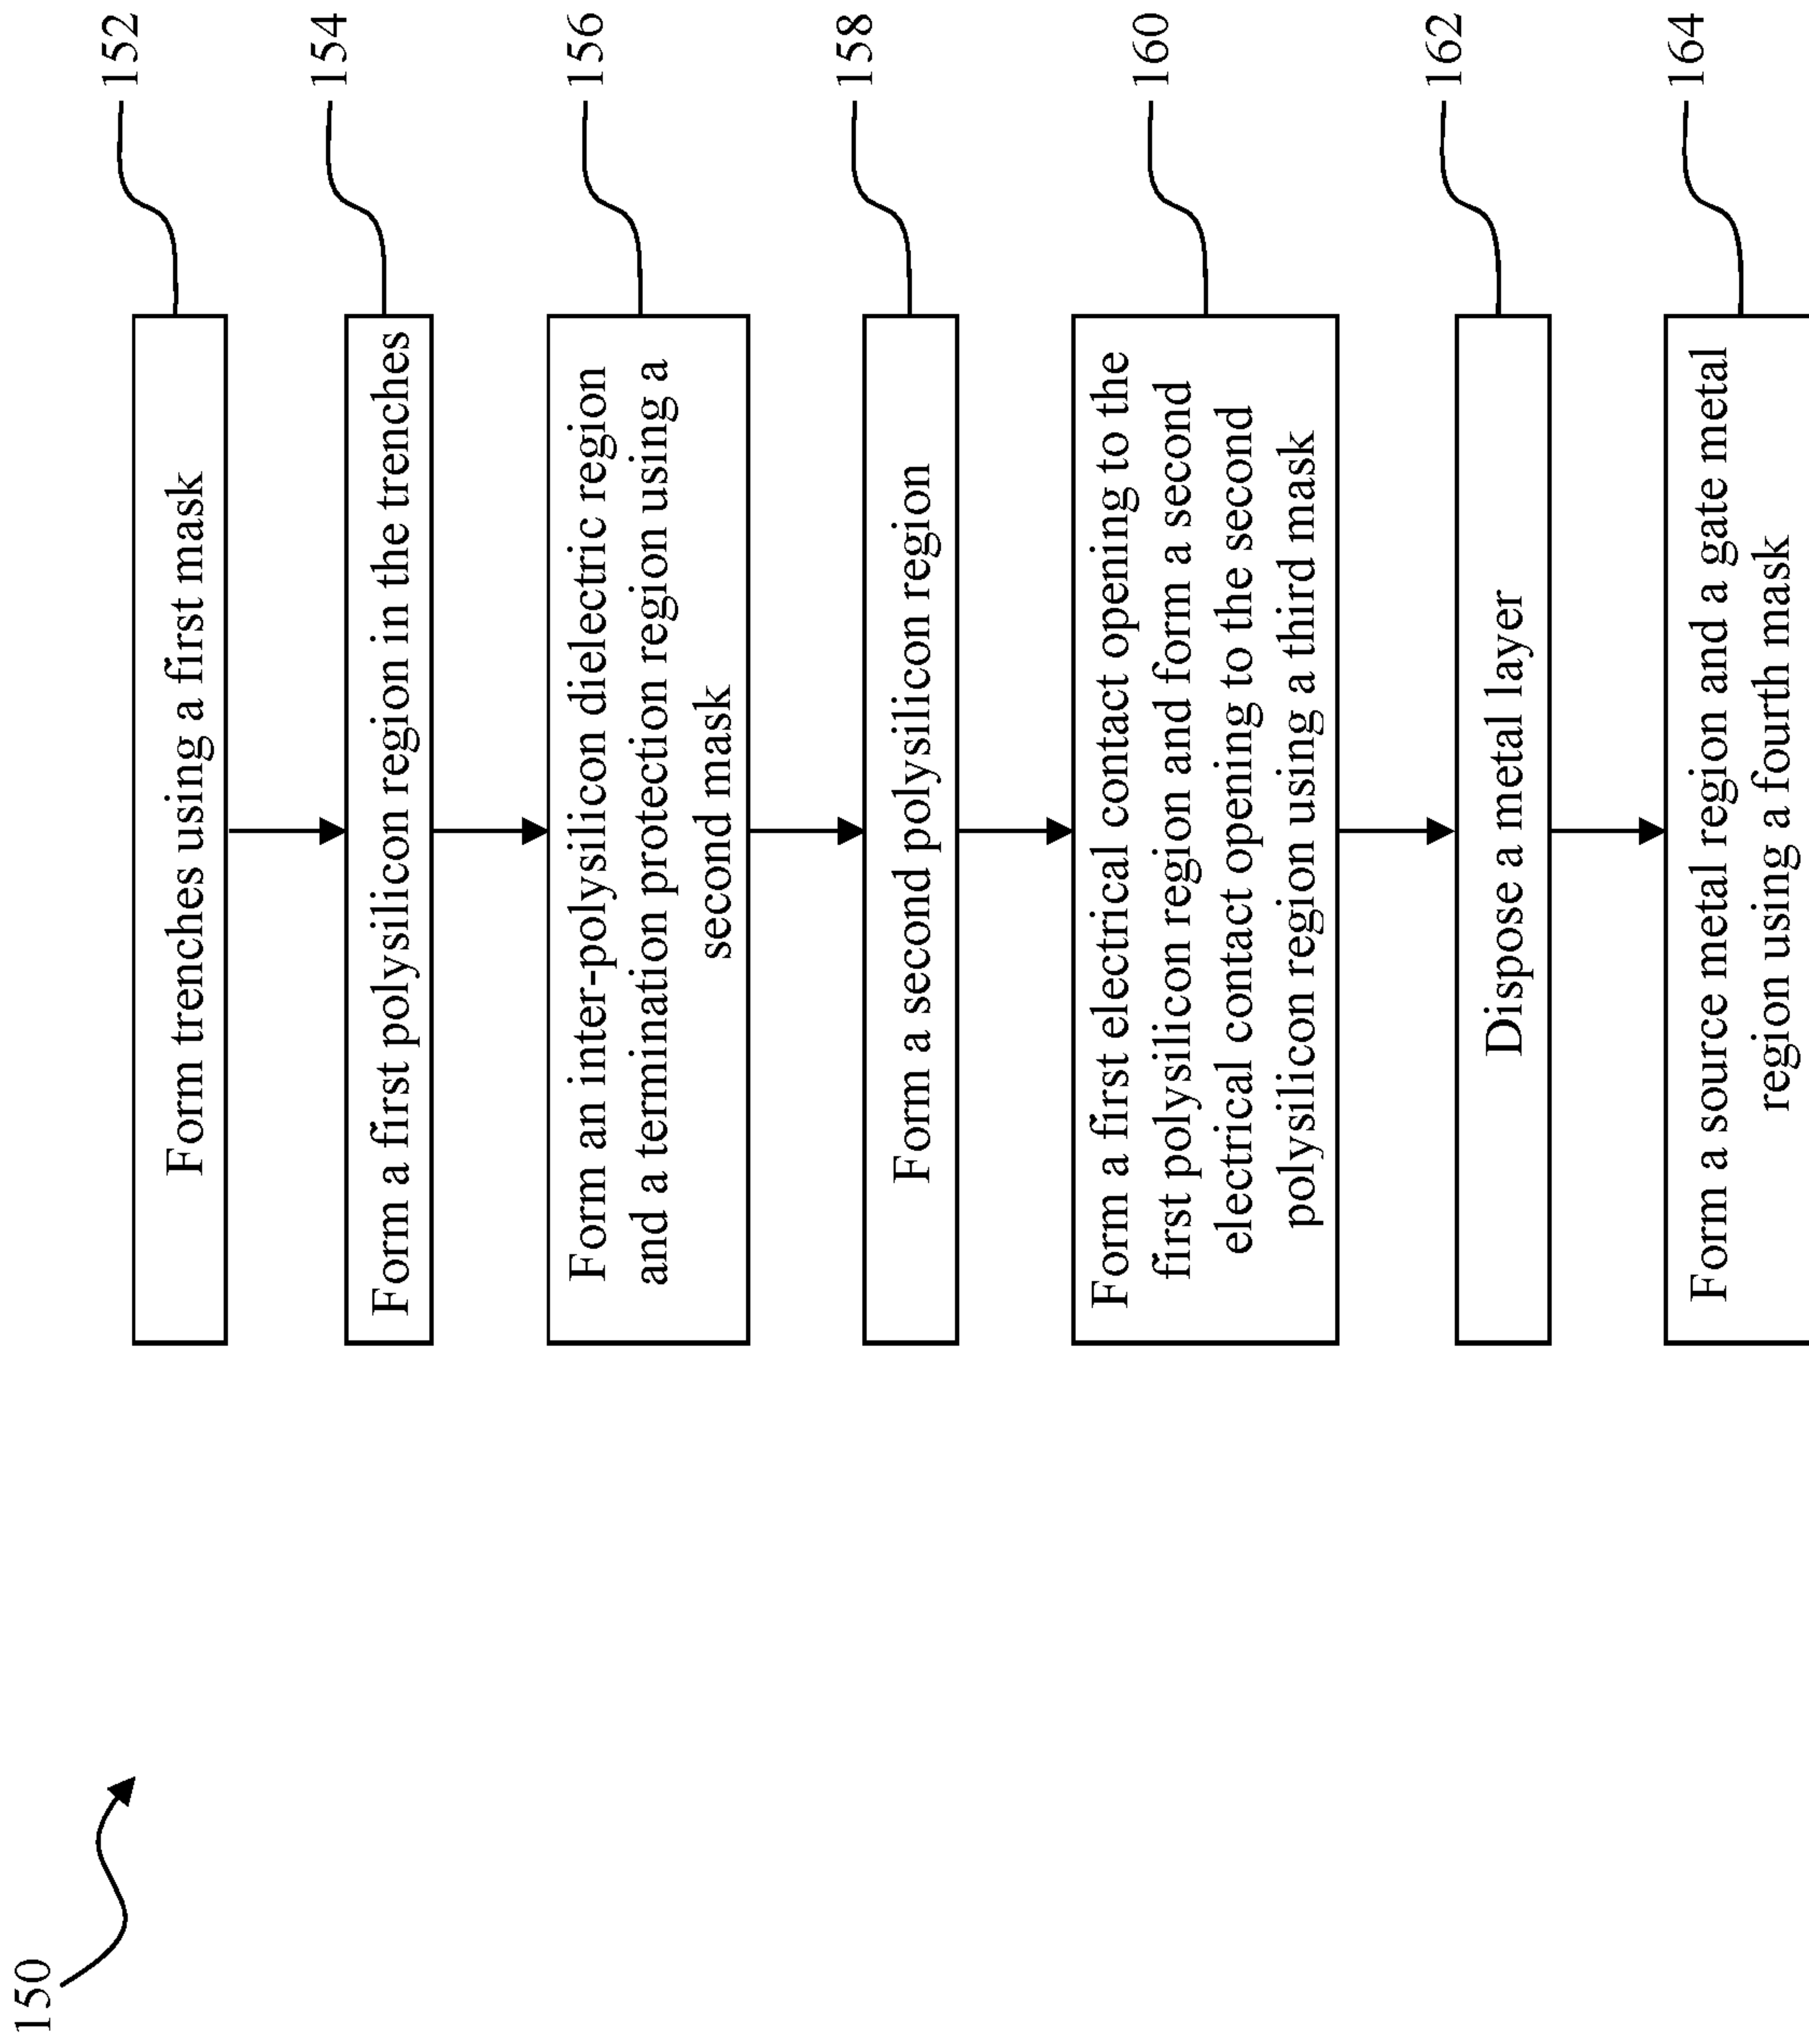 150
Form trenches using a first mask
152
Form a first polysilicon region in the trenches
154
Form an inter-polysilicon dielectric region
and a termination protection region using a
second mask
156
Form a second polysilicon region
158
Form a first electrical contact opening to the
first polysilicon region and form a second
electrical contact opening to the second
polysilicon region using a third mask
160
Dispose a metal layer
162
Form a source metal region and a gate metal
region using a fourth mask
164